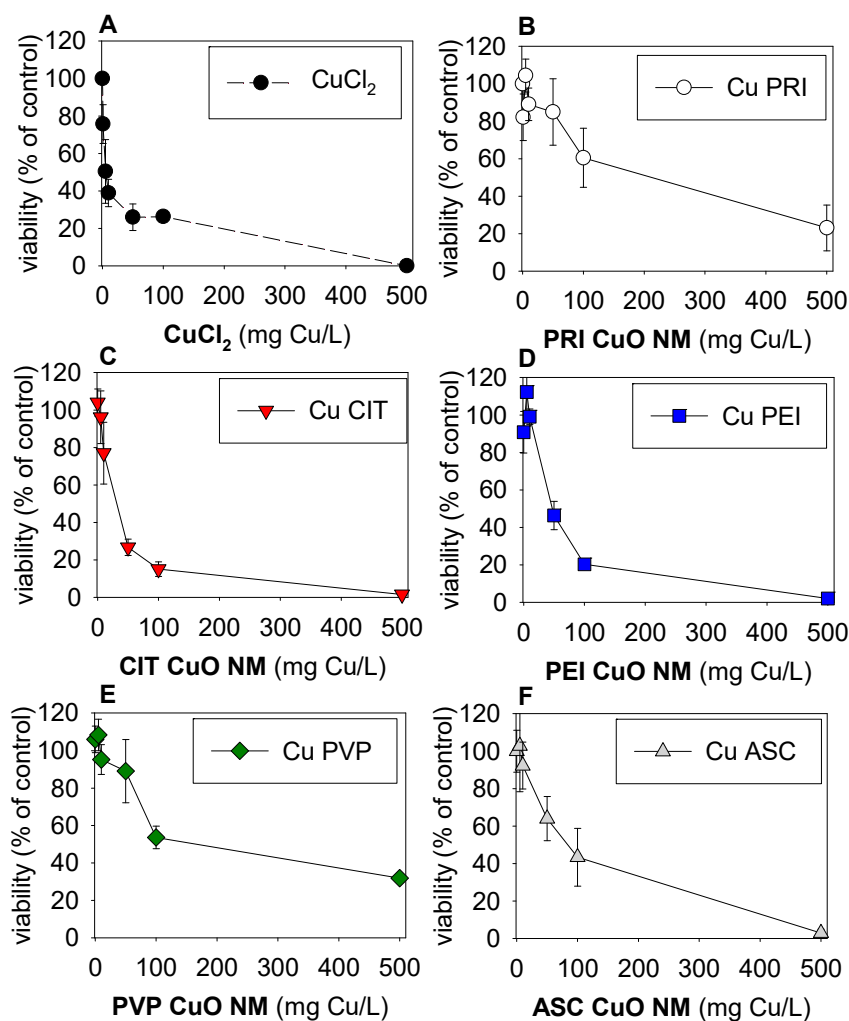 A
viability (% of control)
120
100
80
60
40
20
0
CuCl₂
0 100 200 300 400 500
CuCl₂ (mg Cu/L)
B
viability (% of control)
120
100
80
60
40
20
0
Cu PRI
0 100 200 300 400 500
PRI CuO NM (mg Cu/L)
C
viability (% of control)
120
100
80
60
40
20
0
Cu CIT
0 100 200 300 400 500
CIT CuO NM (mg Cu/L)
D
viability (% of control)
120
100
80
60
40
20
0
Cu PEI
0 100 200 300 400 500
PEI CuO NM (mg Cu/L)
E
viability (% of control)
120
100
80
60
40
20
0
Cu PVP
0 100 200 300 400 500
PVP CuO NM (mg Cu/L)
F
viability (% of control)
120
100
80
60
40
20
0
Cu ASC
0 100 200 300 400 500
ASC CuO NM (mg Cu/L)